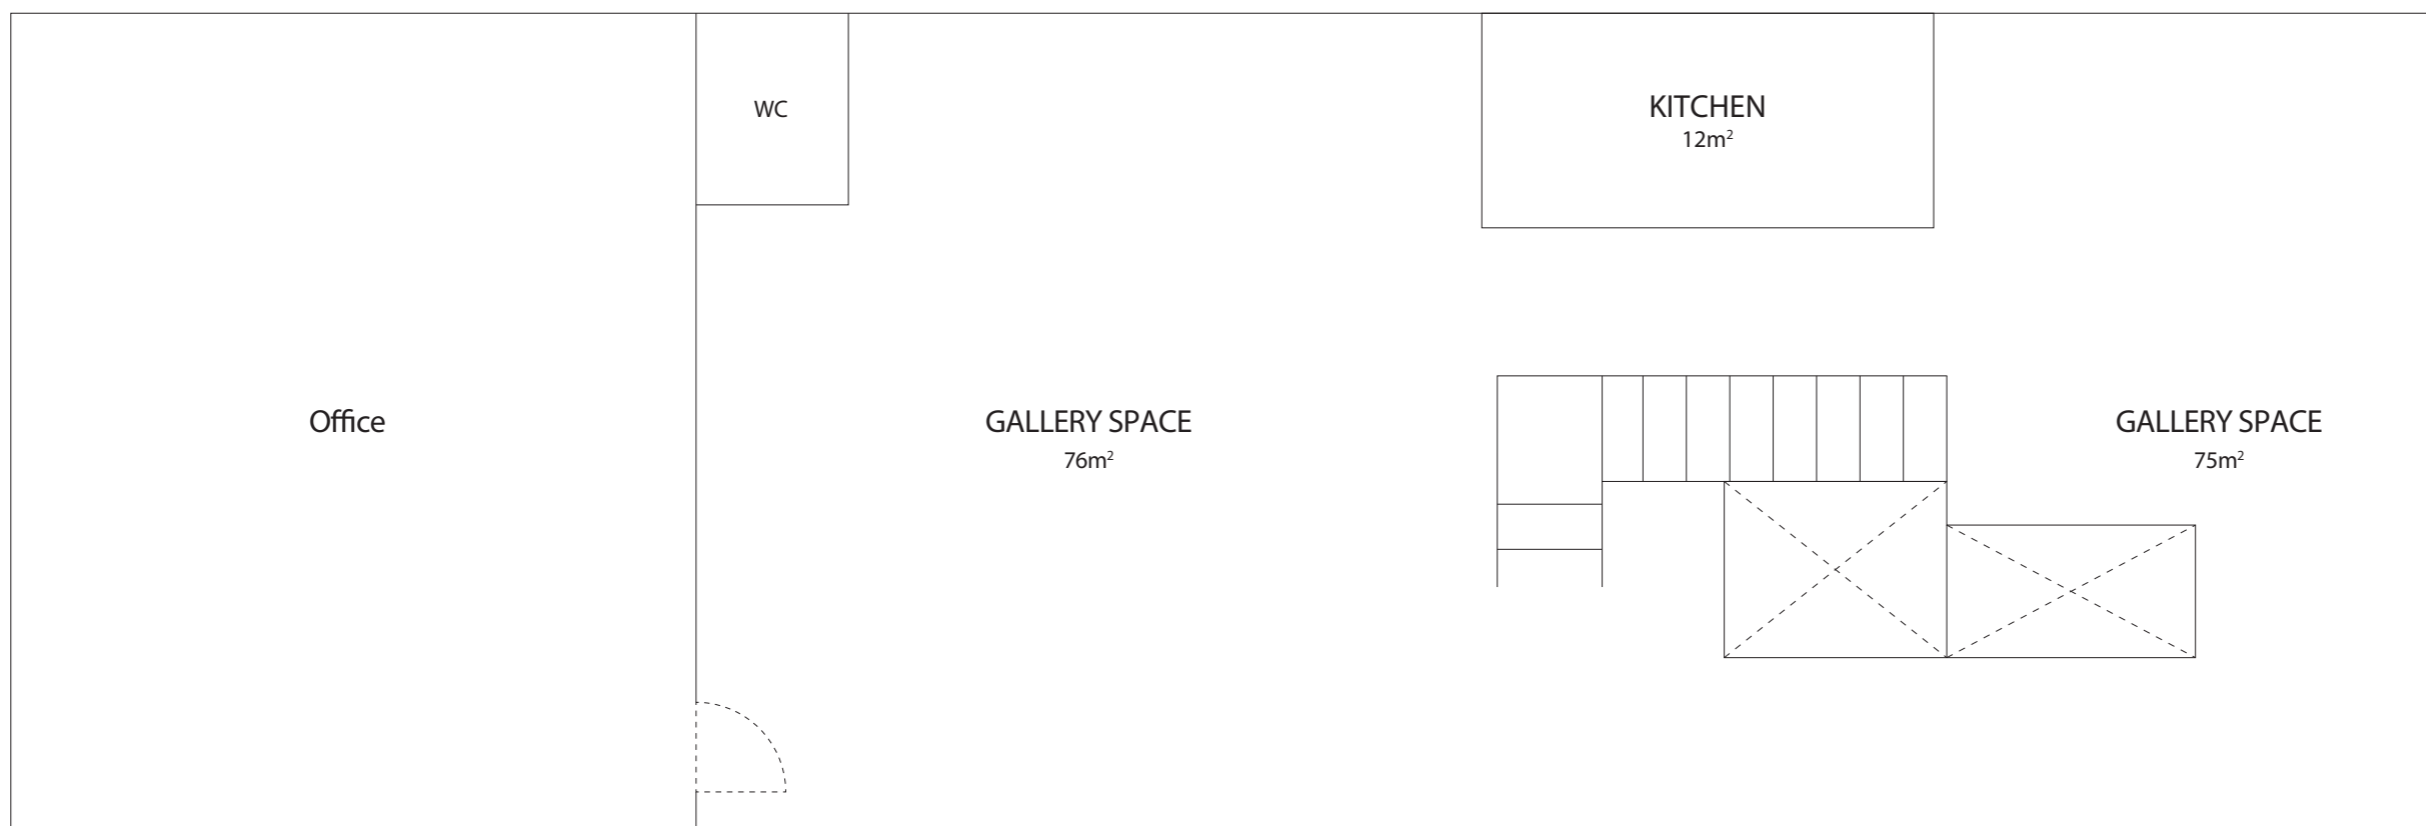 WC
KITCHEN
12m²
Office
GALLERY SPACE
76m²
GALLERY SPACE
75m²